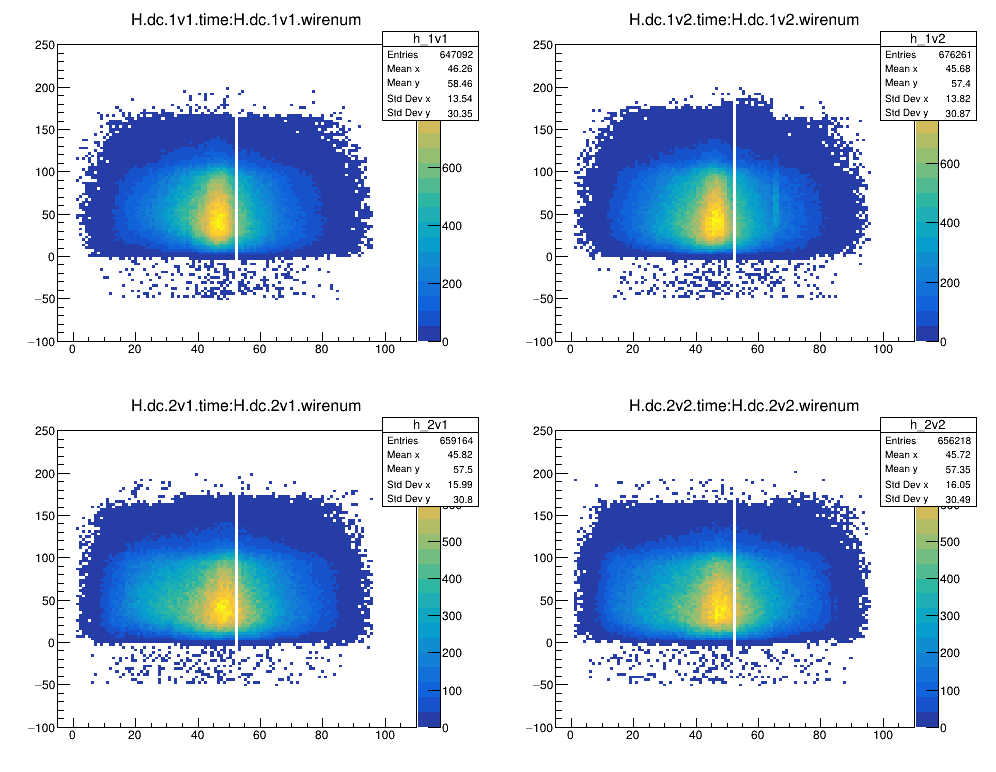 H.dc.1v1.time:H.dc.1v1.wirenum
h_1v1
Entries 647092
Mean x 46.26
Mean y 58.46
Std Dev x 13.54
Std Dev y 30.35
250
200
150
100
50
0
−50
−100
0 20 40 60 80 100
600
400
200
0
H.dc.1v2.time:H.dc.1v2.wirenum
h_1v2
Entries 676261
Mean x 45.68
Mean y 57.4
Std Dev x 13.82
Std Dev y 30.87
250
200
150
100
50
0
−50
−100
0 20 40 60 80 100
600
400
200
0
H.dc.2v1.time:H.dc.2v1.wirenum
h_2v1
Entries 659164
Mean x 45.82
Mean y 57.5
Std Dev x 15.99
Std Dev y 30.8
250
200
150
100
50
0
−50
−100
0 20 40 60 80 100
500
400
300
200
100
0
H.dc.2v2.time:H.dc.2v2.wirenum
h_2v2
Entries 656218
Mean x 45.72
Mean y 57.35
Std Dev x 16.05
Std Dev y 30.49
250
200
150
100
50
0
−50
−100
0 20 40 60 80 100
500
400
300
200
100
0